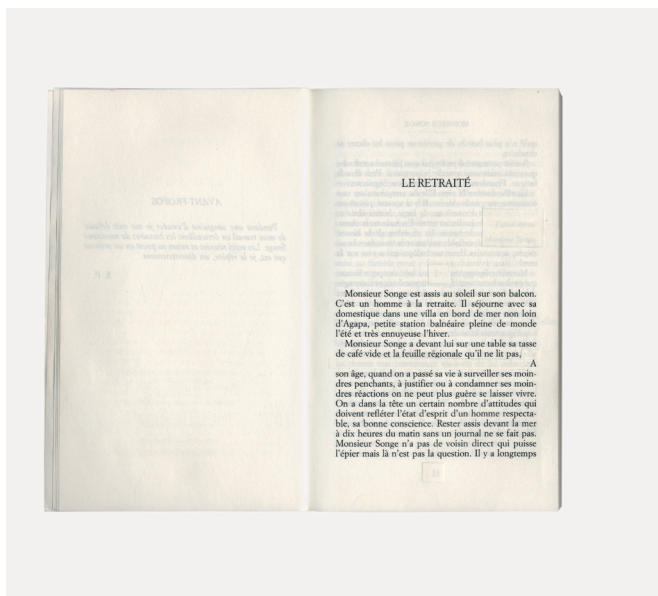 LE RETRAITÉ
Monsieur Songe est assis au soleil sur son balcon.
C'est un homme à la retraite. Il séjourne avec sa
domestique dans une villa en bord de mer non loin
d'Agapa, petite station balnéaire pleine de monde
l'été et très ennuyeuse l'hiver.
Monsieur Songe a devant lui sur une table sa tasse
de café vide et la feuille régionale qu'il ne lit pas,
A
son âge, quand on a passé sa vie à surveiller ses moin-
dres penchants, à justifier ou à condamner ses moin-
dres réactions on ne peut plus guère se laisser vivre.
On a dans la tête un certain nombre d'attitudes qui
doivent refléter l'état d'esprit d'un homme respecta-
ble, sa bonne conscience. Rester assis devant la mer
à dix heures du matin sans un journal ne se fait pas.
Monsieur Songe n'a pas de voisin direct qui puisse
l'épier mais là n'est pas la question. Il y a longtemps